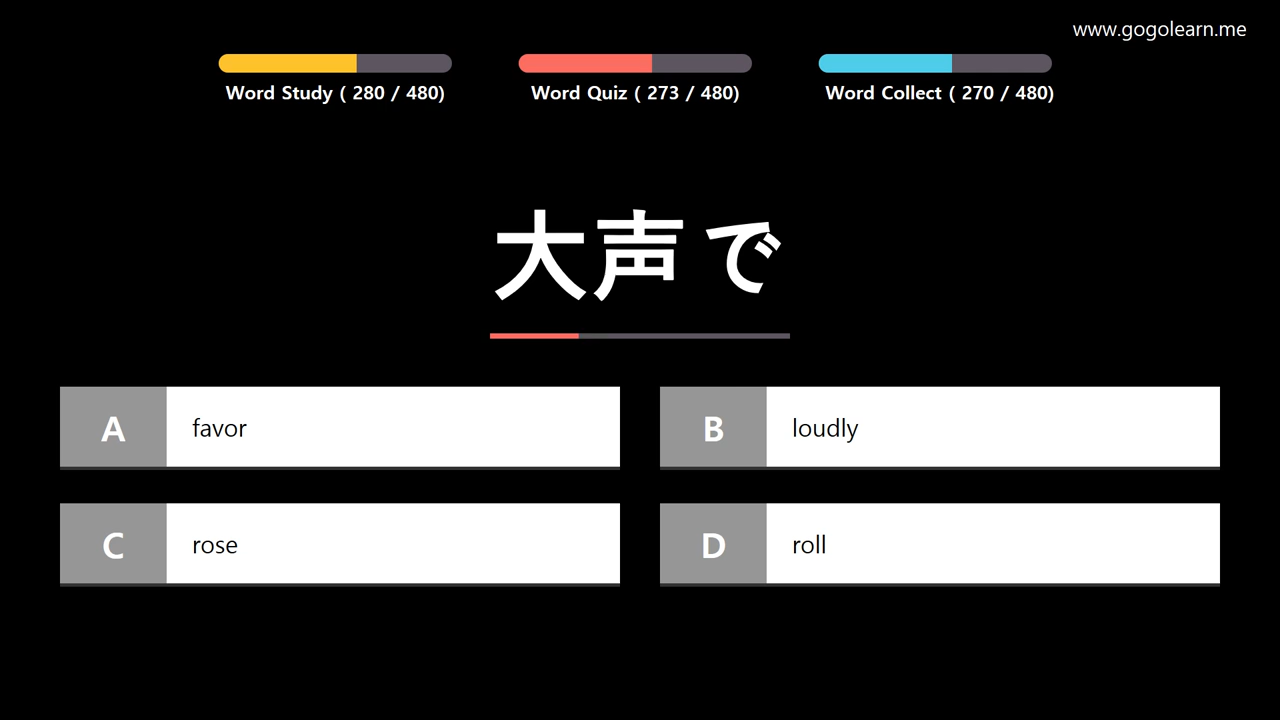 www.gogolearn.me
Word Study ( 280 / 480)
Word Quiz ( 273 / 480)
Word Collect ( 270 / 480)
大声で
A favor
B loudly
C rose
D roll